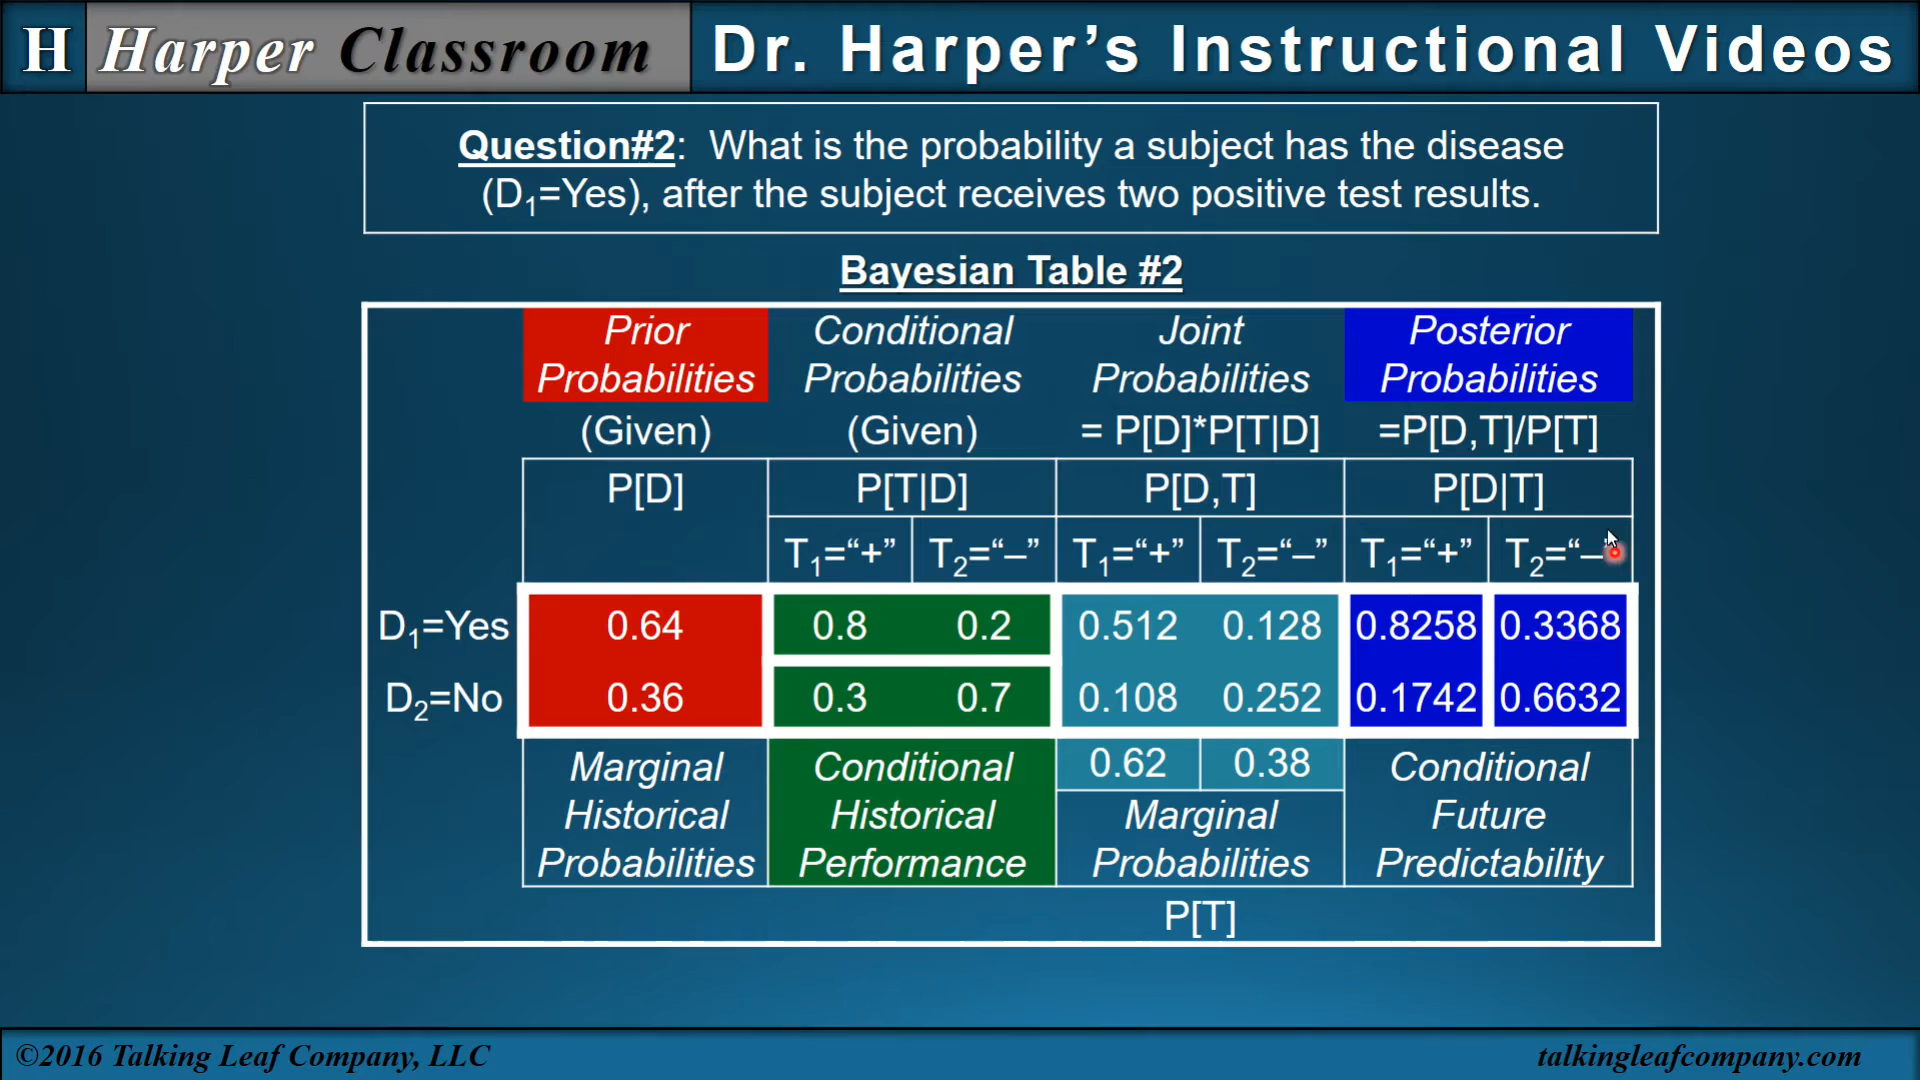 H Harper Classroom Dr. Harper’s Instructional Videos
Question#2: What is the probability a subject has the disease
(D₁=Yes), after the subject receives two positive test results.
Bayesian Table #2
Prior Conditional Joint Posterior
Probabilities Probabilities Probabilities Probabilities
(Given) (Given) = P[D]*P[T|D] =P[D,T]/P[T]
P[D] P[T|D] P[D,T] P[D|T]
T₁=“+” T₂=“–” T₁=“+” T₂=“–” T₁=“+” T₂=“–
D₁=Yes 0.64 0.8 0.2 0.512 0.128 0.8258 0.3368
D₂=No 0.36 0.3 0.7 0.108 0.252 0.1742 0.6632
0.62 0.38
Marginal Conditional Conditional
Historical Historical Marginal Future
Probabilities Performance Probabilities Predictability
P[T]
©2016 Talking Leaf Company, LLC talkingleafcompany.com